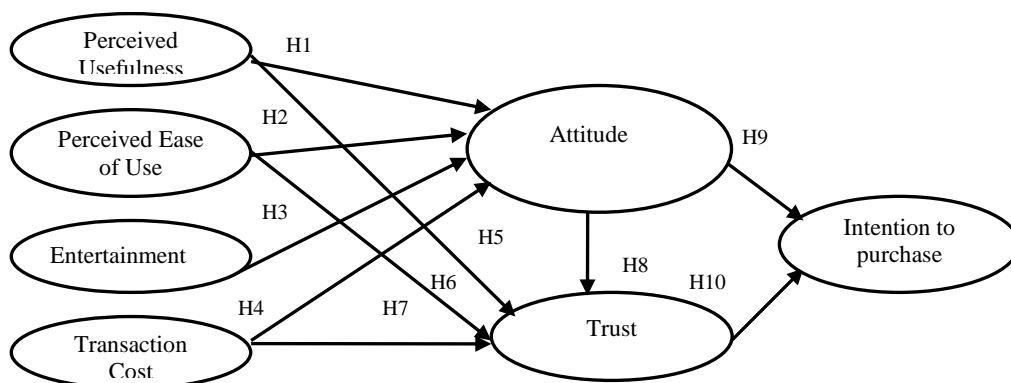 Perceived
Usefulness
H1
H2
Perceived Ease
of Use
Attitude
H9
H3
Entertainment
H5
Intention to
purchase
H4
H6
H7
H8
H10
Transaction
Cost
Trust